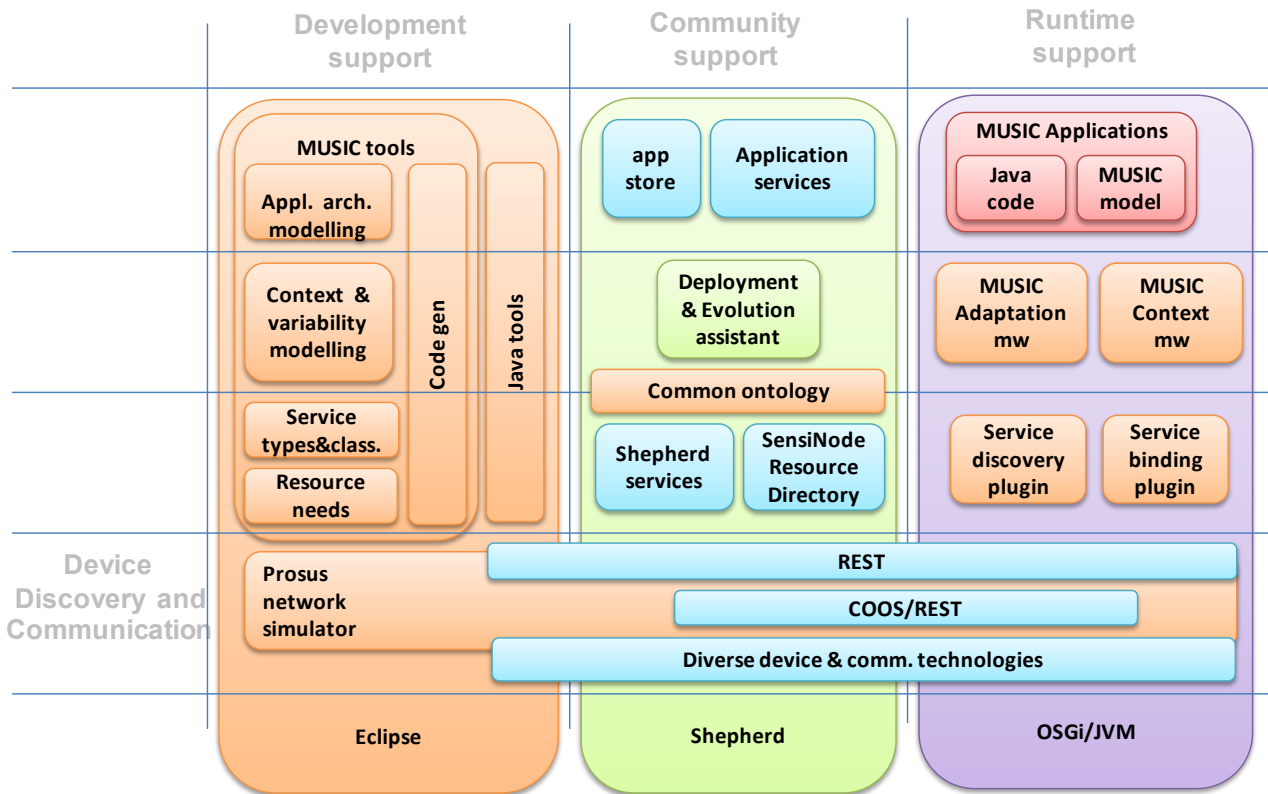 Development
support
Community
support
Runtime
support
MUSIC tools
Appl. arch.
modelling
Context &
variability
modelling
Service
types&class.
Resource
needs
Code gen
Java tools
app
store
Application
services
Deployment
& Evolution
assistant
Common ontology
Shepherd
services
SensiNode
Resource
Directory
MUSIC Applications
Java
code
MUSIC
model
MUSIC
Adaptation
mw
MUSIC
Context
mw
Service
discovery
plugin
Service
binding
plugin
Device
Discovery and
Communication
Prosus
network
simulator
REST
COOS/REST
Diverse device & comm. technologies
Eclipse
Shepherd
OSGi/JVM